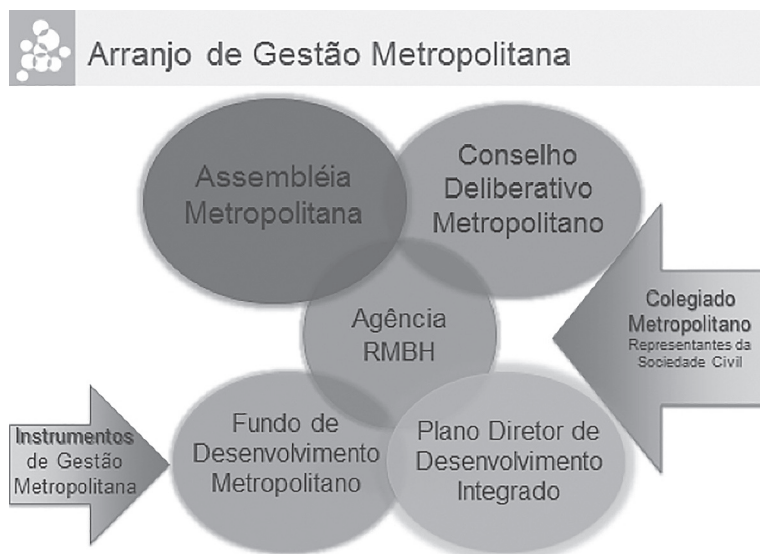 Arranjo de Gestão Metropolitana
Assembléia
Metropolitana
Conselho
Deliberativo
Metropolitano
Agência
RMBH
Colegiado
Metropolitano
Representantes da
Sociedade Civil
Instrumentos
de Gestão
Metropolitana
Fundo de
Desenvolvimento
Metropolitano
Plano Diretor de
Desenvolvimento
Integrado